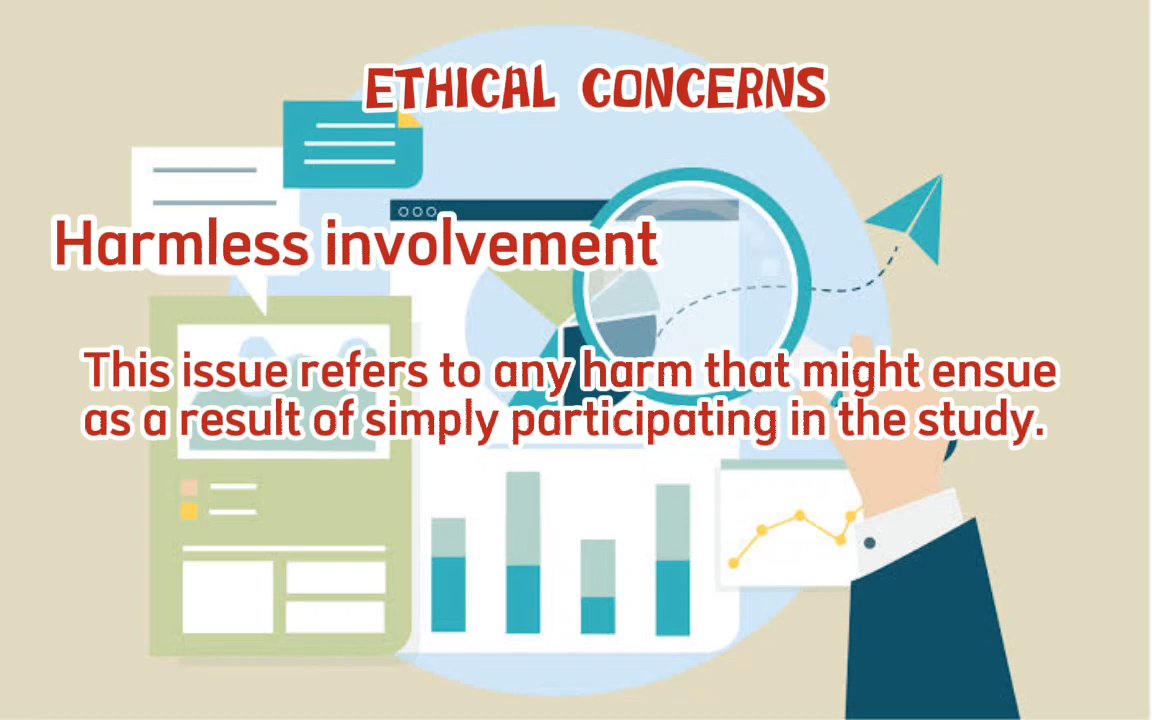 ETHICAL CONCERNS
Harmless involvement
This issue refers to any harm that might ensue
as a result of simply participating in the study.